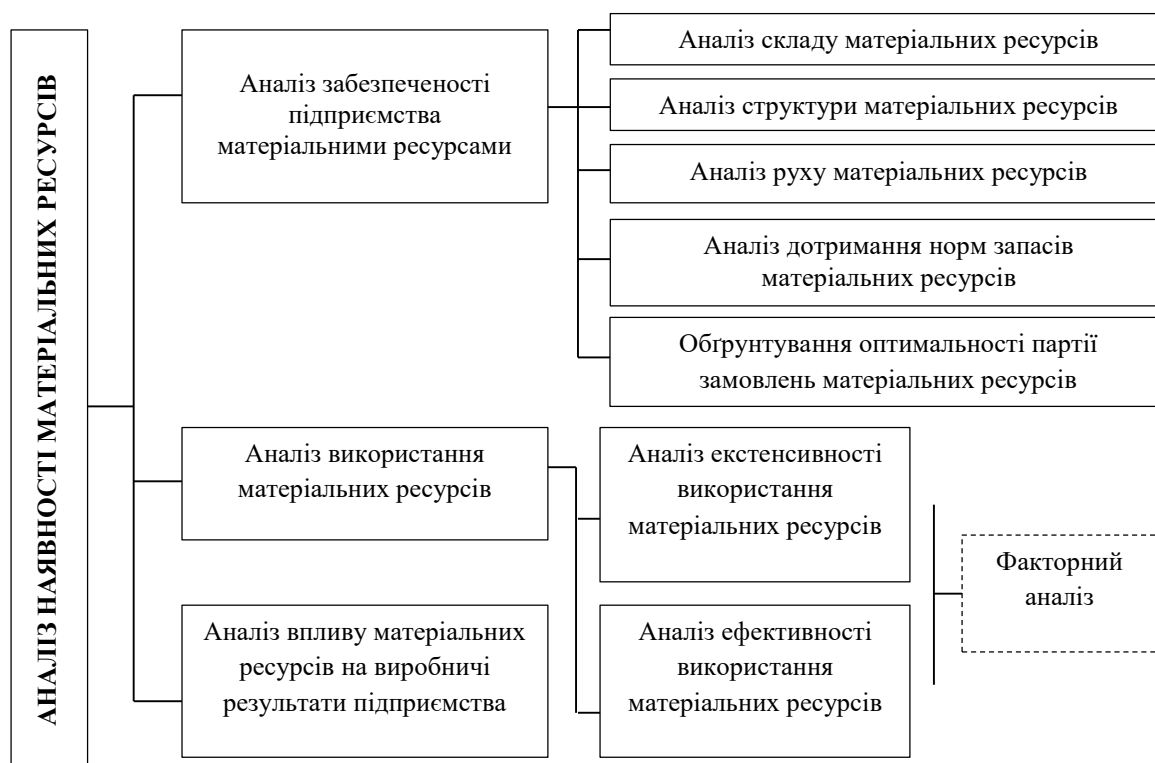 АНАЛІЗ НАЯВНОСТІ МАТЕРІАЛЬНИХ РЕСУРСІВ
Аналіз забезпеченості
підприємства
матеріальними ресурсами
Аналіз складу матеріальних ресурсів
Аналіз структури матеріальних ресурсів
Аналіз руху матеріальних ресурсів
Аналіз дотримання норм запасів
матеріальних ресурсів
Обґрунтування оптимальності партії
замовлень матеріальних ресурсів
Аналіз використання
матеріальних ресурсів
Аналіз екстенсивності
використання
матеріальних ресурсів
Факторний
аналіз
Аналіз впливу матеріальних
ресурсів на виробничі
результати підприємства
Аналіз ефективності
використання
матеріальних ресурсів